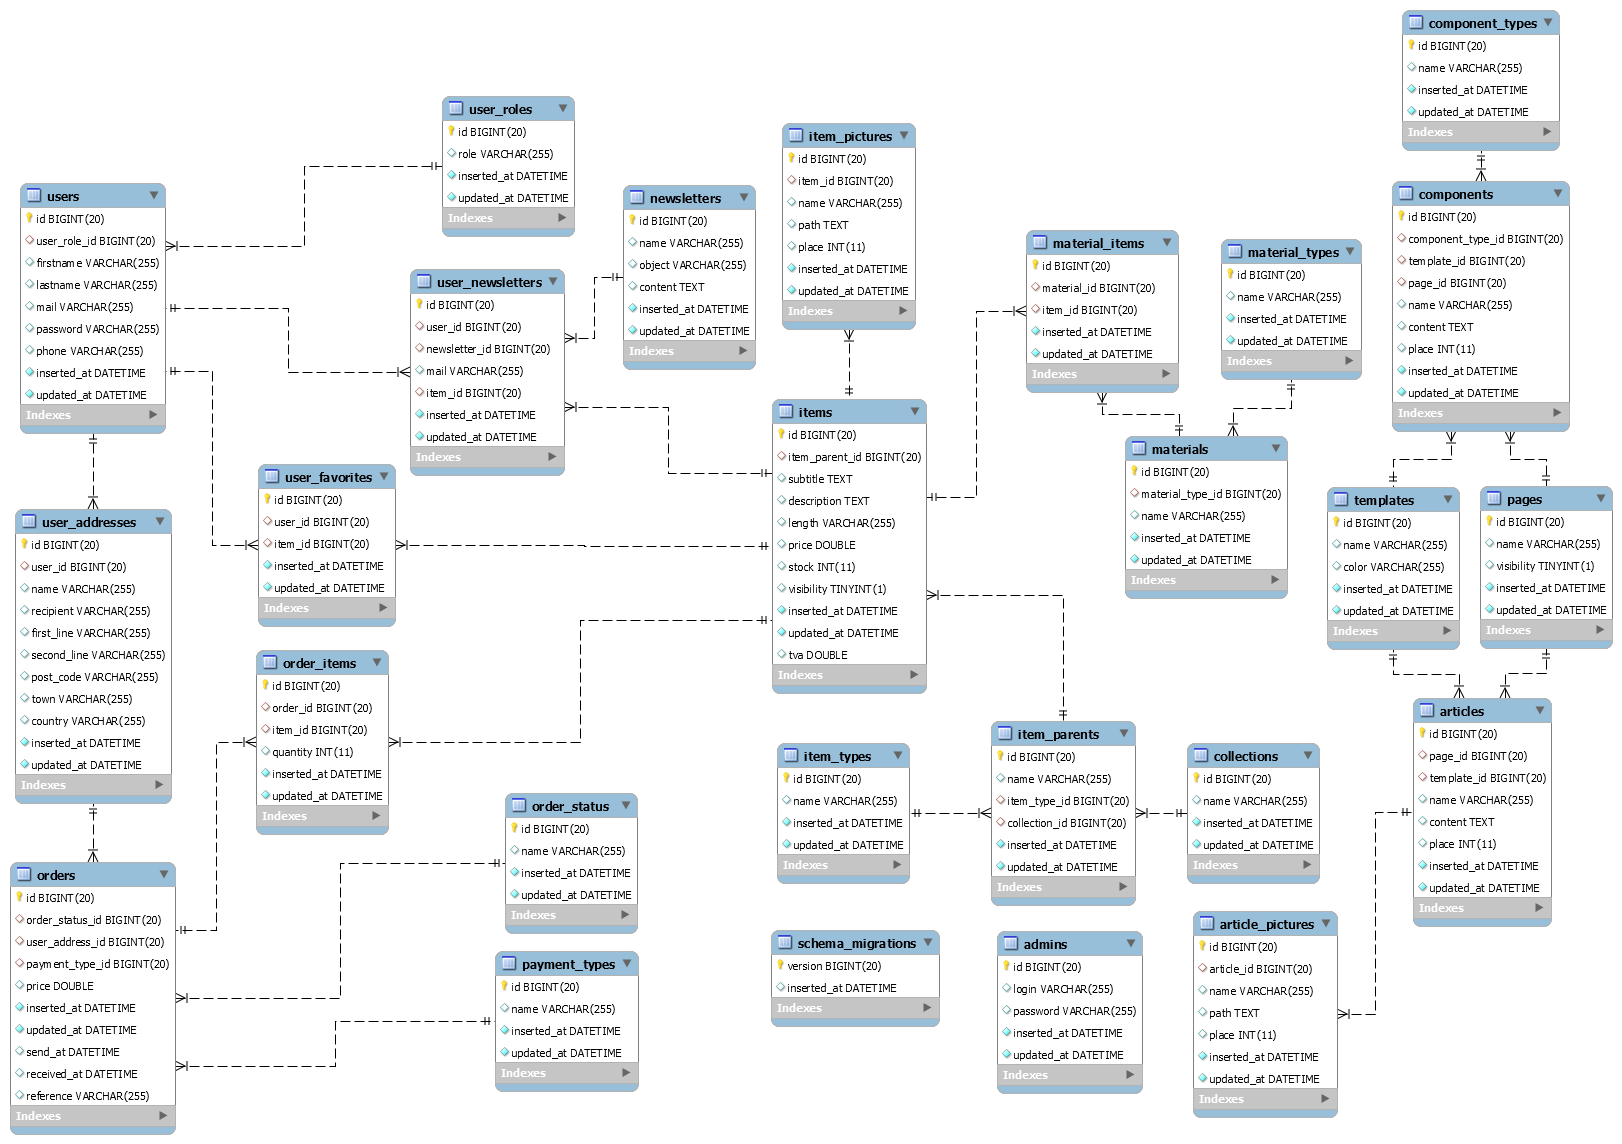 component_types
id BIGINT(20)
name VARCHAR(255)
inserted_at DATETIME
updated_at DATETIME
Indexes
user_roles
id BIGINT(20)
role VARCHAR(255)
inserted_at DATETIME
updated_at DATETIME
Indexes
item_pictures
id BIGINT(20)
item_id BIGINT(20)
name VARCHAR(255)
path TEXT
place INT(11)
inserted_at DATETIME
updated_at DATETIME
Indexes
users
id BIGINT(20)
user_role_id BIGINT(20)
firstname VARCHAR(255)
lastname VARCHAR(255)
mail VARCHAR(255)
password VARCHAR(255)
phone VARCHAR(255)
inserted_at DATETIME
updated_at DATETIME
Indexes
newsletters
id BIGINT(20)
name VARCHAR(255)
object VARCHAR(255)
content TEXT
inserted_at DATETIME
updated_at DATETIME
Indexes
components
id BIGINT(20)
component_type_id BIGINT(20)
template_id BIGINT(20)
page_id BIGINT(20)
name VARCHAR(255)
content TEXT
place INT(11)
inserted_at DATETIME
updated_at DATETIME
Indexes
material_items
id BIGINT(20)
material_id BIGINT(20)
item_id BIGINT(20)
inserted_at DATETIME
updated_at DATETIME
Indexes
material_types
id BIGINT(20)
name VARCHAR(255)
inserted_at DATETIME
updated_at DATETIME
Indexes
user_newsletters
id BIGINT(20)
user_id BIGINT(20)
newsletter_id BIGINT(20)
mail VARCHAR(255)
item_id BIGINT(20)
inserted_at DATETIME
updated_at DATETIME
Indexes
items
id BIGINT(20)
item_parent_id BIGINT(20)
subtitle TEXT
description TEXT
length VARCHAR(255)
price DOUBLE
stock INT(11)
visibility TINYINT(1)
inserted_at DATETIME
updated_at DATETIME
tva DOUBLE
Indexes
materials
id BIGINT(20)
material_type_id BIGINT(20)
name VARCHAR(255)
inserted_at DATETIME
updated_at DATETIME
Indexes
user_favorites
id BIGINT(20)
user_id BIGINT(20)
item_id BIGINT(20)
inserted_at DATETIME
updated_at DATETIME
Indexes
templates
id BIGINT(20)
name VARCHAR(255)
color VARCHAR(255)
inserted_at DATETIME
updated_at DATETIME
Indexes
pages
id BIGINT(20)
name VARCHAR(255)
visibility TINYINT(1)
inserted_at DATETIME
updated_at DATETIME
Indexes
user_addresses
id BIGINT(20)
user_id BIGINT(20)
name VARCHAR(255)
recipient VARCHAR(255)
first_line VARCHAR(255)
second_line VARCHAR(255)
post_code VARCHAR(255)
town VARCHAR(255)
country VARCHAR(255)
inserted_at DATETIME
updated_at DATETIME
Indexes
order_items
id BIGINT(20)
order_id BIGINT(20)
item_id BIGINT(20)
quantity INT(11)
inserted_at DATETIME
updated_at DATETIME
Indexes
articles
id BIGINT(20)
page_id BIGINT(20)
template_id BIGINT(20)
name VARCHAR(255)
content TEXT
place INT(11)
inserted_at DATETIME
updated_at DATETIME
Indexes
item_parents
id BIGINT(20)
name VARCHAR(255)
item_type_id BIGINT(20)
collection_id BIGINT(20)
inserted_at DATETIME
updated_at DATETIME
Indexes
item_types
id BIGINT(20)
name VARCHAR(255)
inserted_at DATETIME
updated_at DATETIME
Indexes
collections
id BIGINT(20)
name VARCHAR(255)
inserted_at DATETIME
updated_at DATETIME
Indexes
order_status
id BIGINT(20)
name VARCHAR(255)
inserted_at DATETIME
updated_at DATETIME
Indexes
orders
id BIGINT(20)
order_status_id BIGINT(20)
user_address_id BIGINT(20)
payment_type_id BIGINT(20)
price DOUBLE
inserted_at DATETIME
updated_at DATETIME
send_at DATETIME
received_at DATETIME
reference VARCHAR(255)
Indexes
payment_types
id BIGINT(20)
name VARCHAR(255)
inserted_at DATETIME
updated_at DATETIME
Indexes
schema_migrations
version BIGINT(20)
inserted_at DATETIME
Indexes
admins
id BIGINT(20)
login VARCHAR(255)
password VARCHAR(255)
inserted_at DATETIME
updated_at DATETIME
Indexes
article_pictures
id BIGINT(20)
article_id BIGINT(20)
name VARCHAR(255)
path TEXT
place INT(11)
inserted_at DATETIME
updated_at DATETIME
Indexes